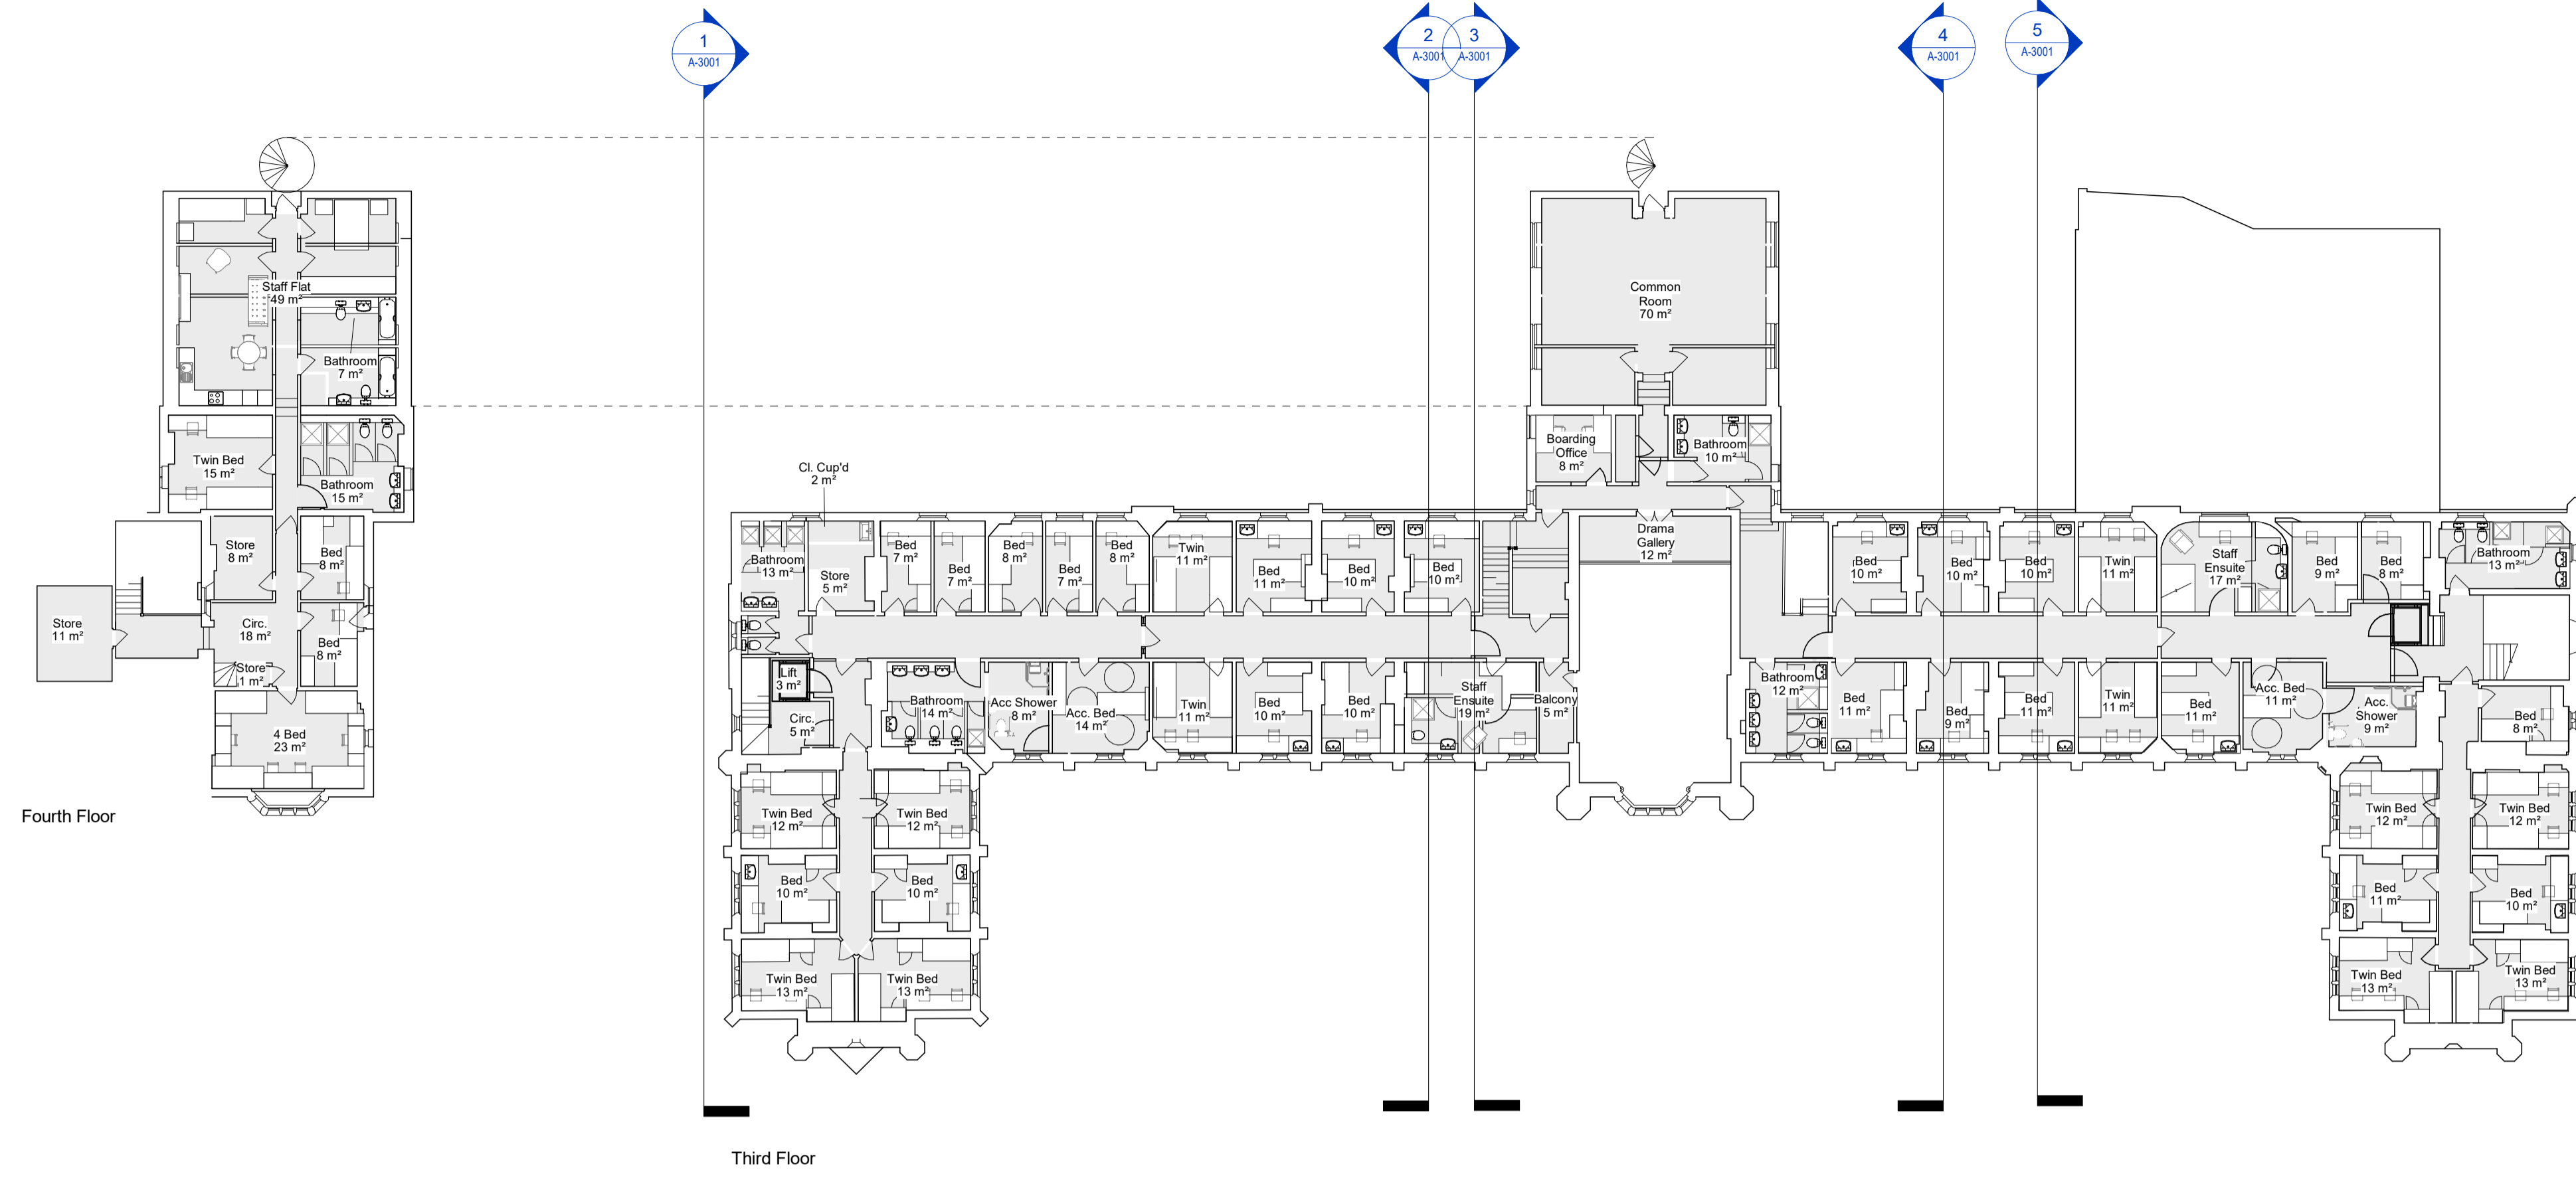 1
A-3001
2
A-3001
3
A-3001
4
A-3001
5
A-3001
Staff Flat
49 m²
Bathroom
7 m²
Twin Bed
15 m²
Bathroom
15 m²
Store
8 m²
Bed
8 m²
Store
11 m²
Circ.
18 m²
Bed
8 m²
Store
1 m²
4 Bed
23 m²
Fourth Floor
Common
Room
70 m²
Boarding
Office
8 m²
Bathroom
10 m²
Cl. Cup'd
2 m²
Drama
Gallery
12 m²
Bathroom
13 m²
Store
5 m²
Bed
7 m²
Bed
7 m²
Bed
8 m²
Bed
7 m²
Bed
8 m²
Twin
11 m²
Bed
11 m²
Bed
10 m²
Bed
10 m²
Bed
10 m²
Bed
10 m²
Bed
10 m²
Twin
11 m²
Staff
Ensuite
17 m²
Bed
9 m²
Bed
8 m²
Bathroom
13 m²
Lift
3 m²
Circ.
5 m²
Bathroom
14 m²
Acc Shower
8 m²
Acc. Bed
14 m²
Twin
11 m²
Bed
10 m²
Bed
10 m²
Staff
Ensuite
19 m²
Balcony
5 m²
Bathroom
12 m²
Bed
11 m²
Bed
9 m²
Bed
11 m²
Twin
11 m²
Bed
11 m²
Acc. Bed
11 m²
Acc.
Shower
9 m²
Bed
8 m²
Twin Bed
12 m²
Twin Bed
12 m²
Twin Bed
12 m²
Twin Bed
12 m²
Bed
10 m²
Bed
10 m²
Bed
11 m²
Bed
10 m²
Twin Bed
13 m²
Twin Bed
13 m²
Twin Bed
13 m²
Twin Bed
13 m²
Third Floor